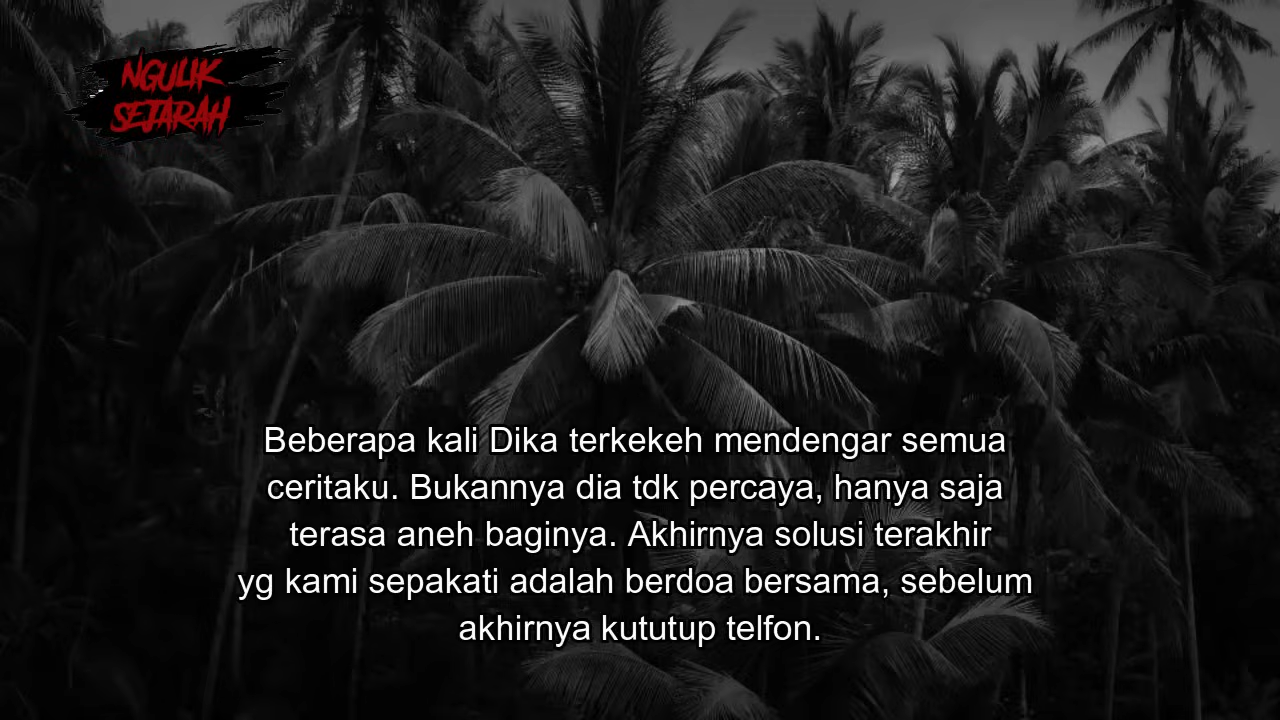 NGULIK
SEJARAH
Beberapa kali Dika terkekeh mendengar semua
ceritaku. Bukannya dia tdk percaya, hanya saja
terasa aneh baginya. Akhirnya solusi terakhir
yg kami sepakati adalah berdoa bersama, sebelum
akhirnya kututup telfon.